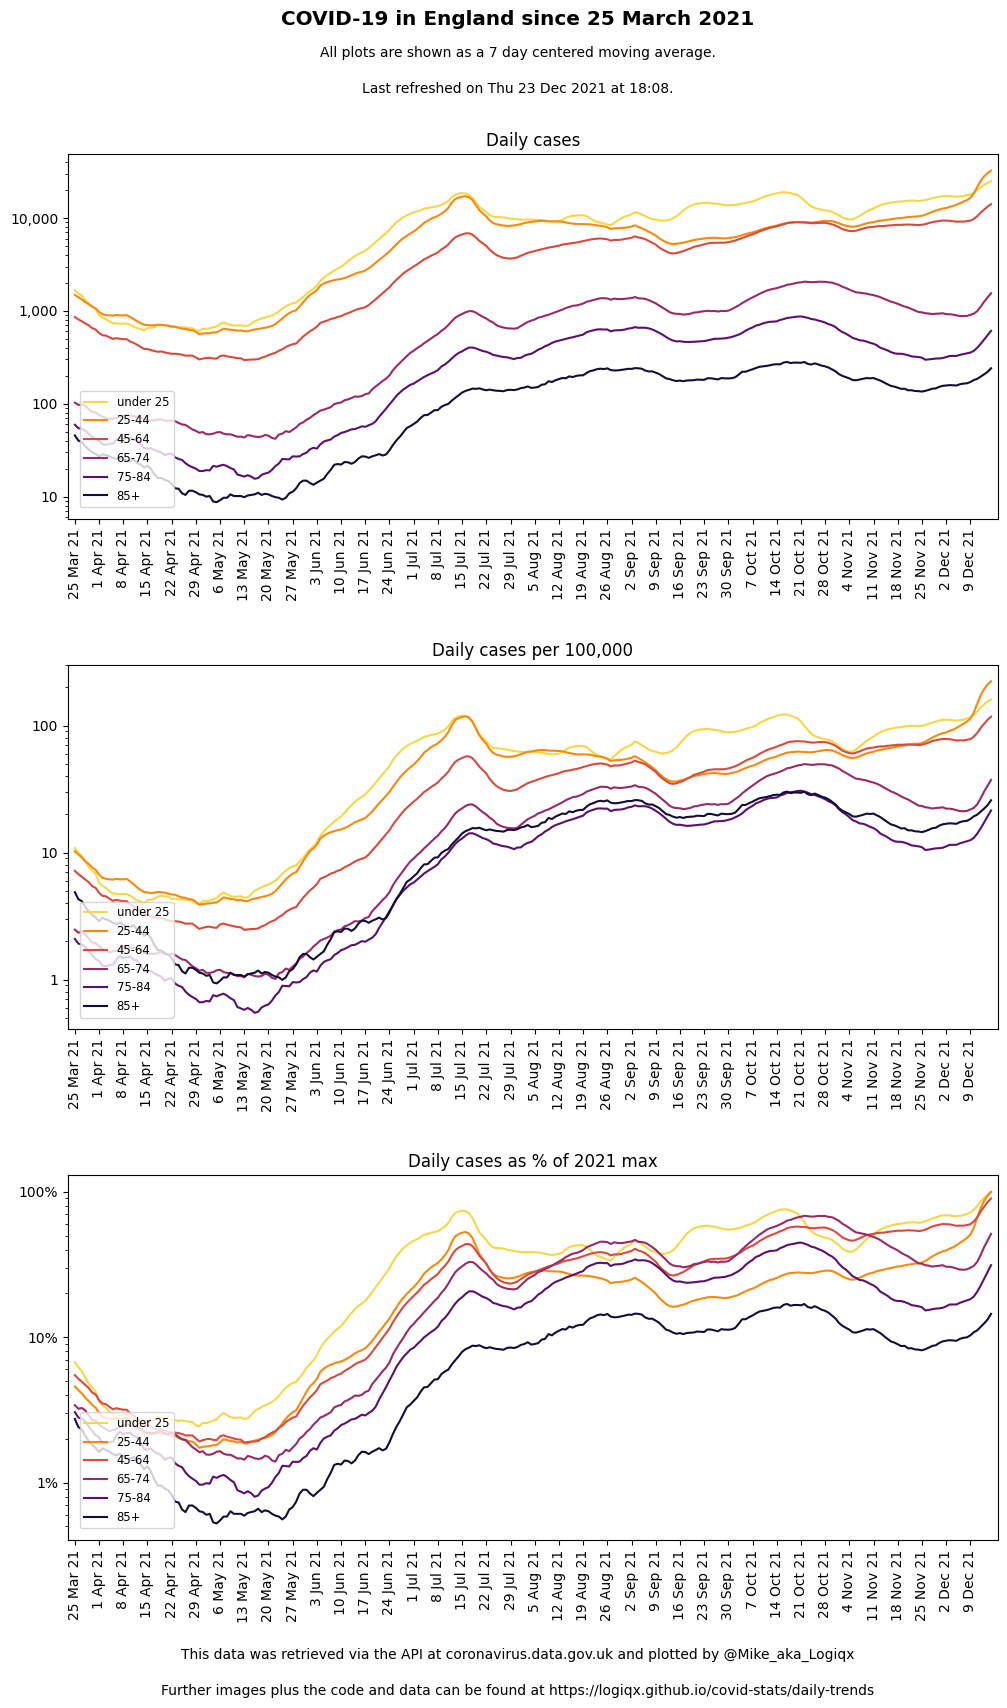 COVID-19 in England since 25 March 2021
All plots are shown as a 7 day centered moving average.
Last refreshed on Thu 23 Dec 2021 at 18:08.
Daily cases
10,000
1,000
100
10
under 25
25-44
45-64
65-74
75-84
85+
25 Mar 21
1 Apr 21
8 Apr 21
15 Apr 21
22 Apr 21
29 Apr 21
6 May 21
13 May 21
20 May 21
27 May 21
3 Jun 21
10 Jun 21
17 Jun 21
24 Jun 21
1 Jul 21
8 Jul 21
15 Jul 21
22 Jul 21
29 Jul 21
5 Aug 21
12 Aug 21
19 Aug 21
26 Aug 21
2 Sep 21
9 Sep 21
16 Sep 21
23 Sep 21
30 Sep 21
7 Oct 21
14 Oct 21
21 Oct 21
28 Oct 21
4 Nov 21
11 Nov 21
18 Nov 21
25 Nov 21
2 Dec 21
9 Dec 21
Daily cases per 100,000
100
10
1
under 25
25-44
45-64
65-74
75-84
85+
25 Mar 21
1 Apr 21
8 Apr 21
15 Apr 21
22 Apr 21
29 Apr 21
6 May 21
13 May 21
20 May 21
27 May 21
3 Jun 21
10 Jun 21
17 Jun 21
24 Jun 21
1 Jul 21
8 Jul 21
15 Jul 21
22 Jul 21
29 Jul 21
5 Aug 21
12 Aug 21
19 Aug 21
26 Aug 21
2 Sep 21
9 Sep 21
16 Sep 21
23 Sep 21
30 Sep 21
7 Oct 21
14 Oct 21
21 Oct 21
28 Oct 21
4 Nov 21
11 Nov 21
18 Nov 21
25 Nov 21
2 Dec 21
9 Dec 21
Daily cases as % of 2021 max
100%
10%
1%
under 25
25-44
45-64
65-74
75-84
85+
25 Mar 21
1 Apr 21
8 Apr 21
15 Apr 21
22 Apr 21
29 Apr 21
6 May 21
13 May 21
20 May 21
27 May 21
3 Jun 21
10 Jun 21
17 Jun 21
24 Jun 21
1 Jul 21
8 Jul 21
15 Jul 21
22 Jul 21
29 Jul 21
5 Aug 21
12 Aug 21
19 Aug 21
26 Aug 21
2 Sep 21
9 Sep 21
16 Sep 21
23 Sep 21
30 Sep 21
7 Oct 21
14 Oct 21
21 Oct 21
28 Oct 21
4 Nov 21
11 Nov 21
18 Nov 21
25 Nov 21
2 Dec 21
9 Dec 21
This data was retrieved via the API at coronavirus.data.gov.uk and plotted by @Mike_aka_Logiqx
Further images plus the code and data can be found at https://logiqx.github.io/covid-stats/daily-trends